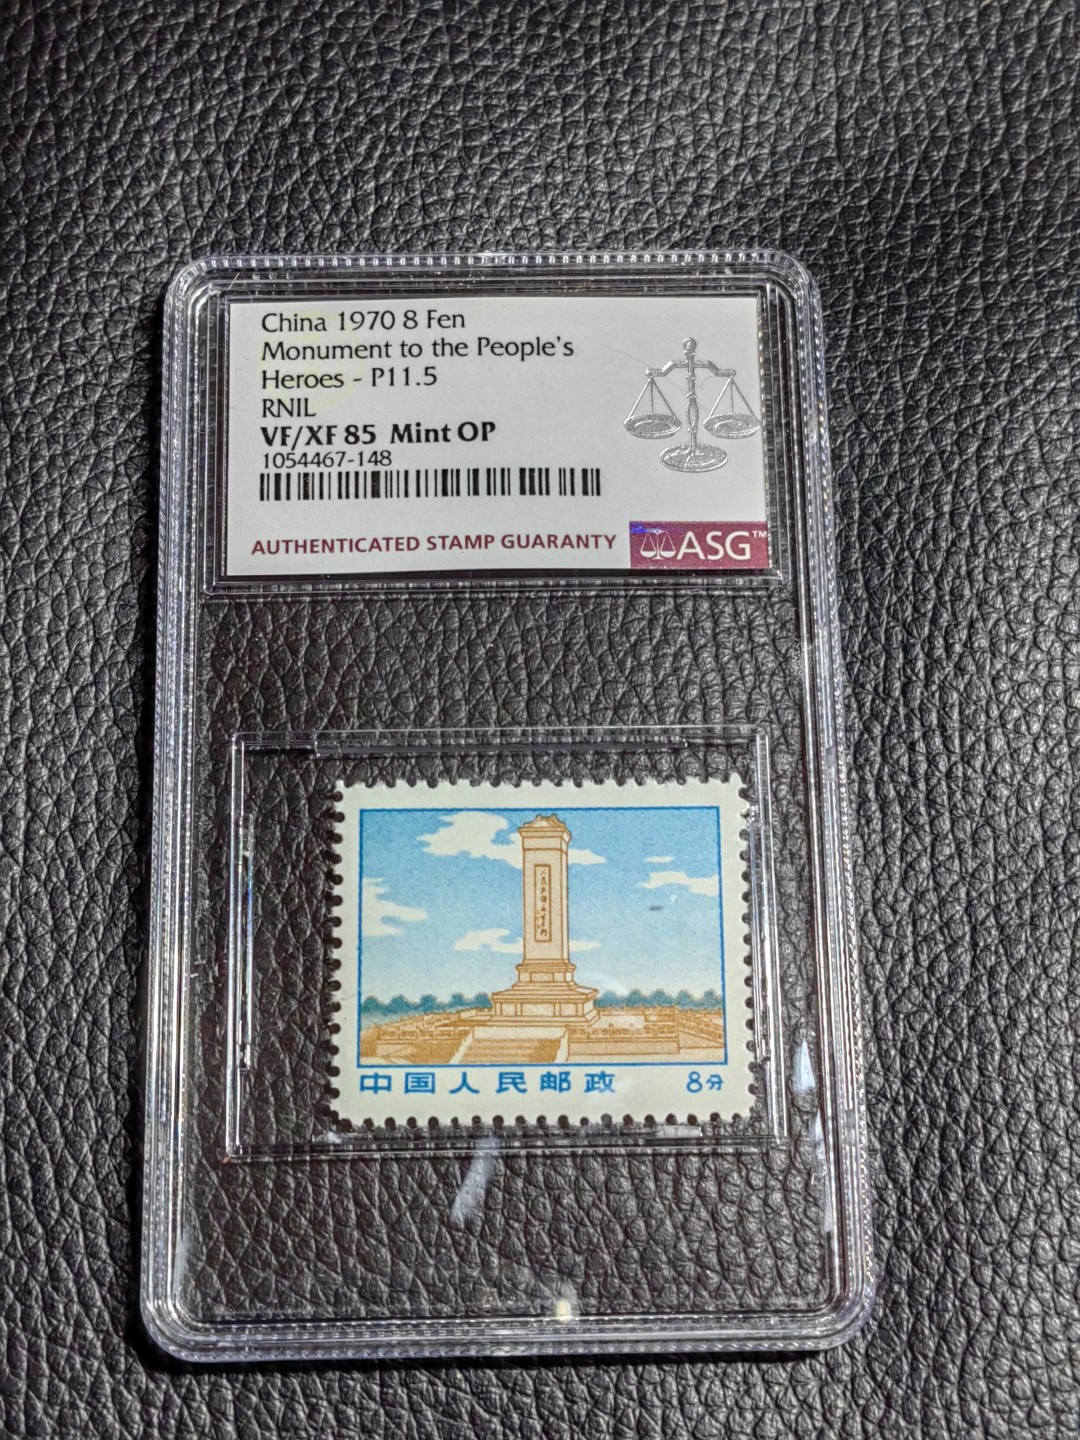 China 1970 8 Fen
Monument to the People's
Heroes - P11.5
RNIL
VF/XF 85 Mint OP
1054467-148
AUTHENTICATED STAMP GUARANTY
ASG™
中国人民邮政 8分